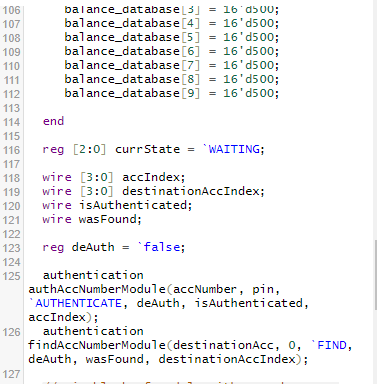 106 balance_database[3] = 16'd500;
107 balance_database[4] = 16'd500;
108 balance_database[5] = 16'd500;
109 balance_database[6] = 16'd500;
110 balance_database[7] = 16'd500;
111 balance_database[8] = 16'd500;
112 balance_database[9] = 16'd500;
113
114 end
115
116 reg [2:0] currState = `WAITING;
117
118 wire [3:0] accIndex;
119 wire [3:0] destinationAccIndex;
120 wire isAuthenticated;
121 wire wasFound;
122
123 reg deAuth = `false;
124
125 authentication
authAccNumberModule(accNumber, pin,
`AUTHENTICATE, deAuth, isAuthenticated,
accIndex);
126 authentication
findAccNumberModule(destinationAcc, 0, `FIND,
deAuth, wasFound, destinationAccIndex);
127